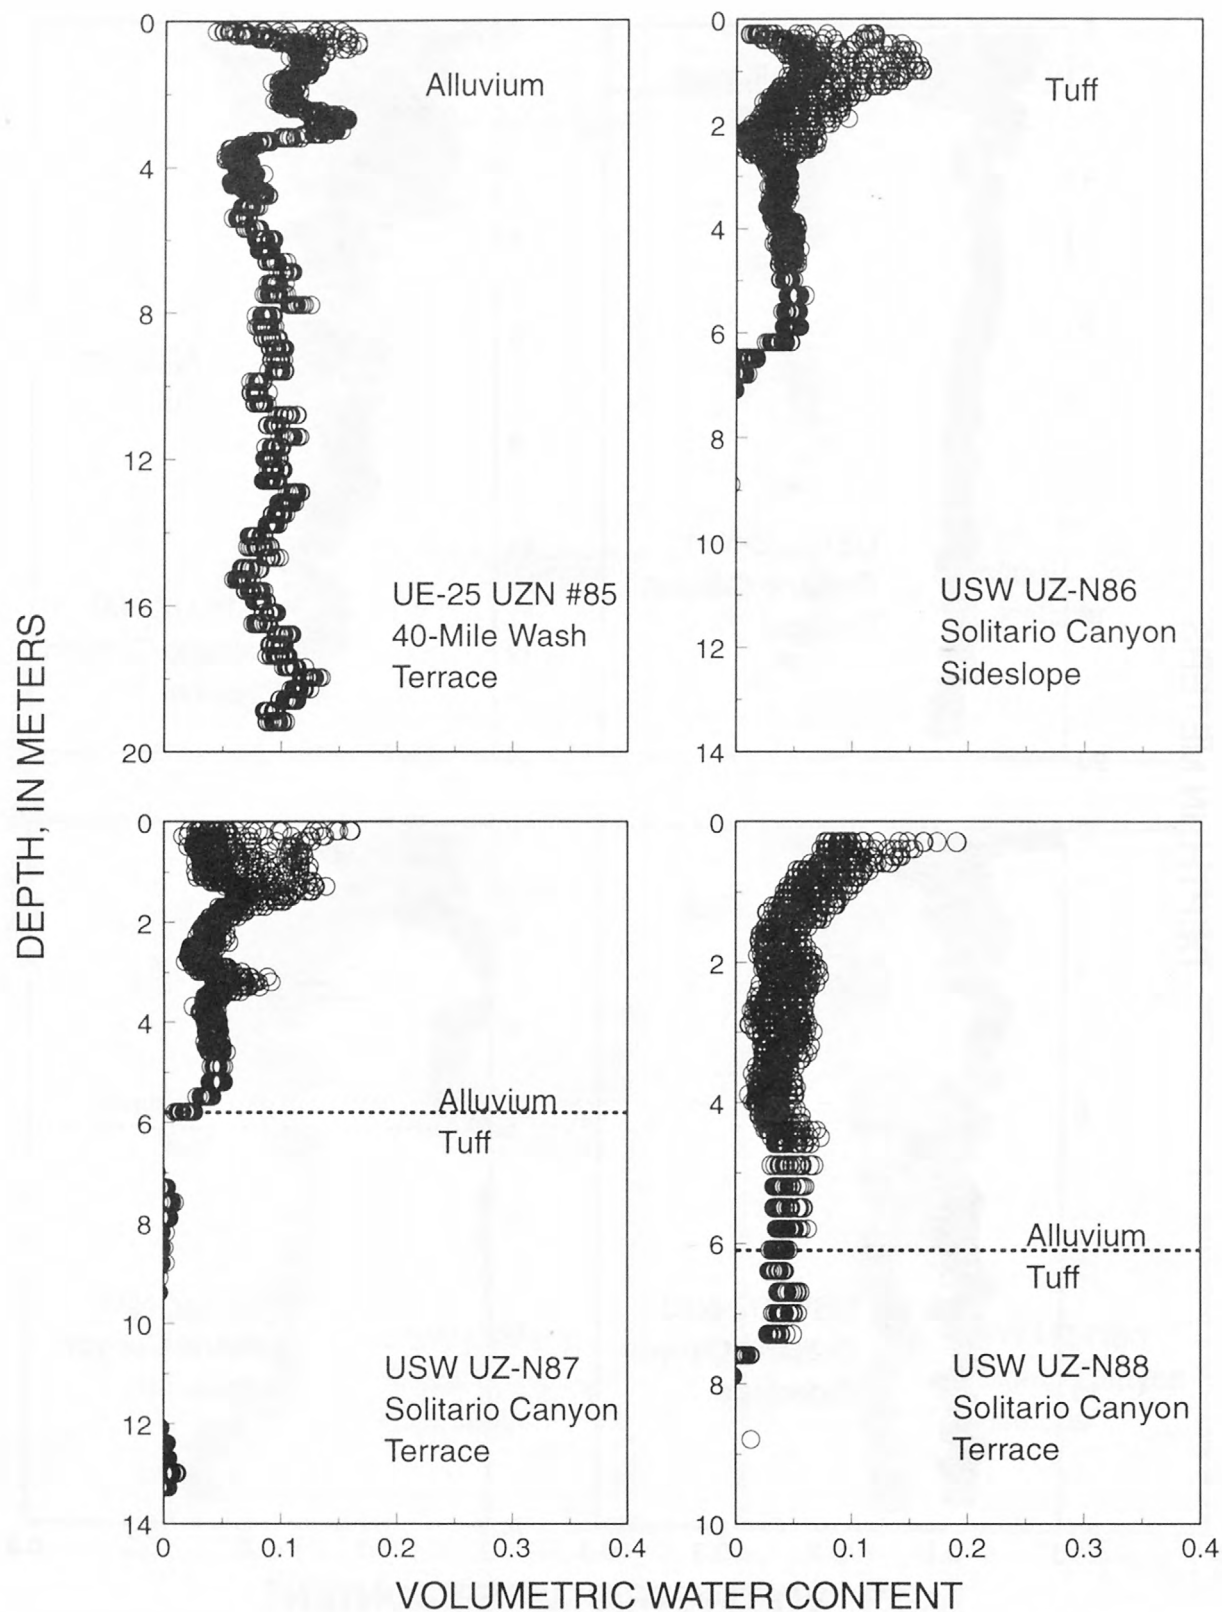 DEPTH, IN METERS
0
4
8
12
16
20
Alluvium
UE-25 UZN #85
40-Mile Wash
Terrace
0
2
4
6
8
10
12
14
Tuff
USW UZ-N86
Solitario Canyon
Sideslope
0
2
4
6
8
10
12
14
Alluvium
Tuff
USW UZ-N87
Solitario Canyon
Terrace
0
0.1
0.2
0.3
0.4
0
2
4
6
8
10
Alluvium
Tuff
USW UZ-N88
Solitario Canyon
Terrace
0
0.1
0.2
0.3
0.4
VOLUMETRIC WATER CONTENT